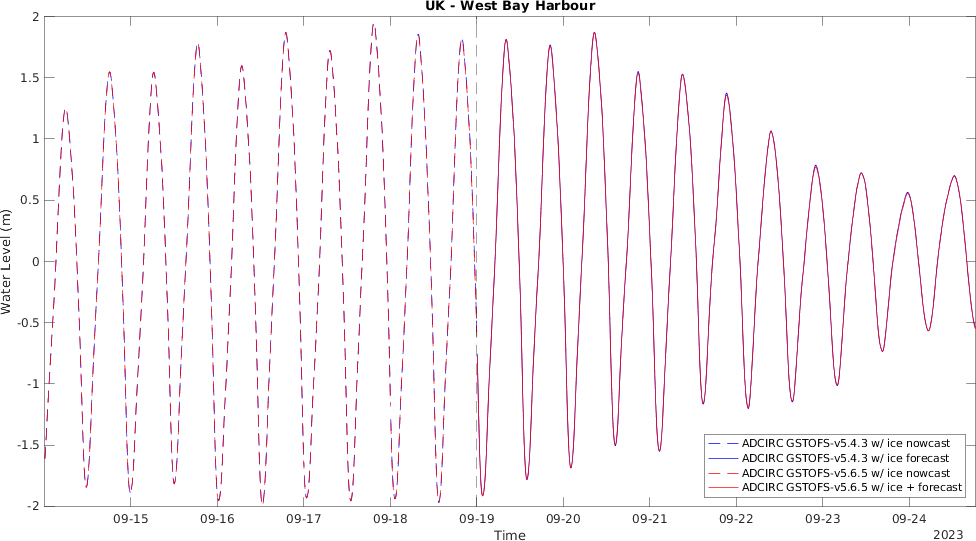 UK - West Bay Harbour
2
1.5
1
0.5
0
-0.5
-1
-1.5
-2
Water Level (m)
ADCIRC GSTOFS-v5.4.3 w/ ice nowcast
ADCIRC GSTOFS-v5.4.3 w/ ice forecast
ADCIRC GSTOFS-v5.6.5 w/ ice nowcast
ADCIRC GSTOFS-v5.6.5 w/ ice + forecast
09-15 09-16 09-17 09-18 09-19 09-20 09-21 09-22 09-23 09-24
Time
2023